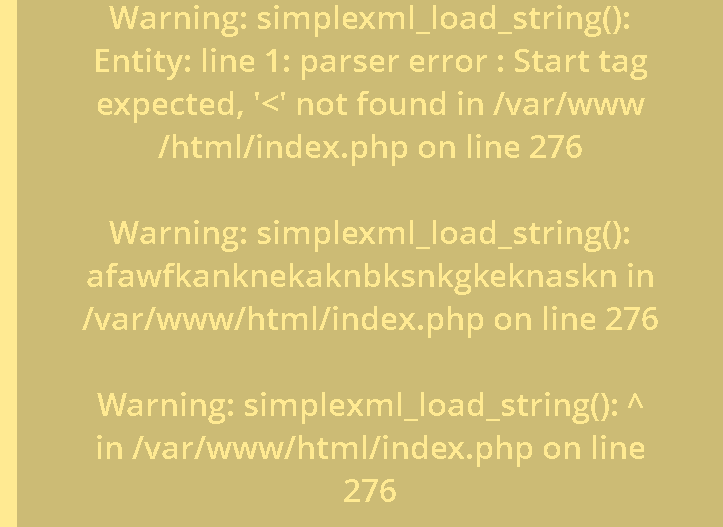 Warning: simplexml_load_string():
Entity: line 1: parser error : Start tag
expected, '<' not found in /var/www
/html/index.php on line 276
Warning: simplexml_load_string():
afawfkanknekaknbksnkgkeknaskn in
/var/www/html/index.php on line 276
Warning: simplexml_load_string(): ^
in /var/www/html/index.php on line
276